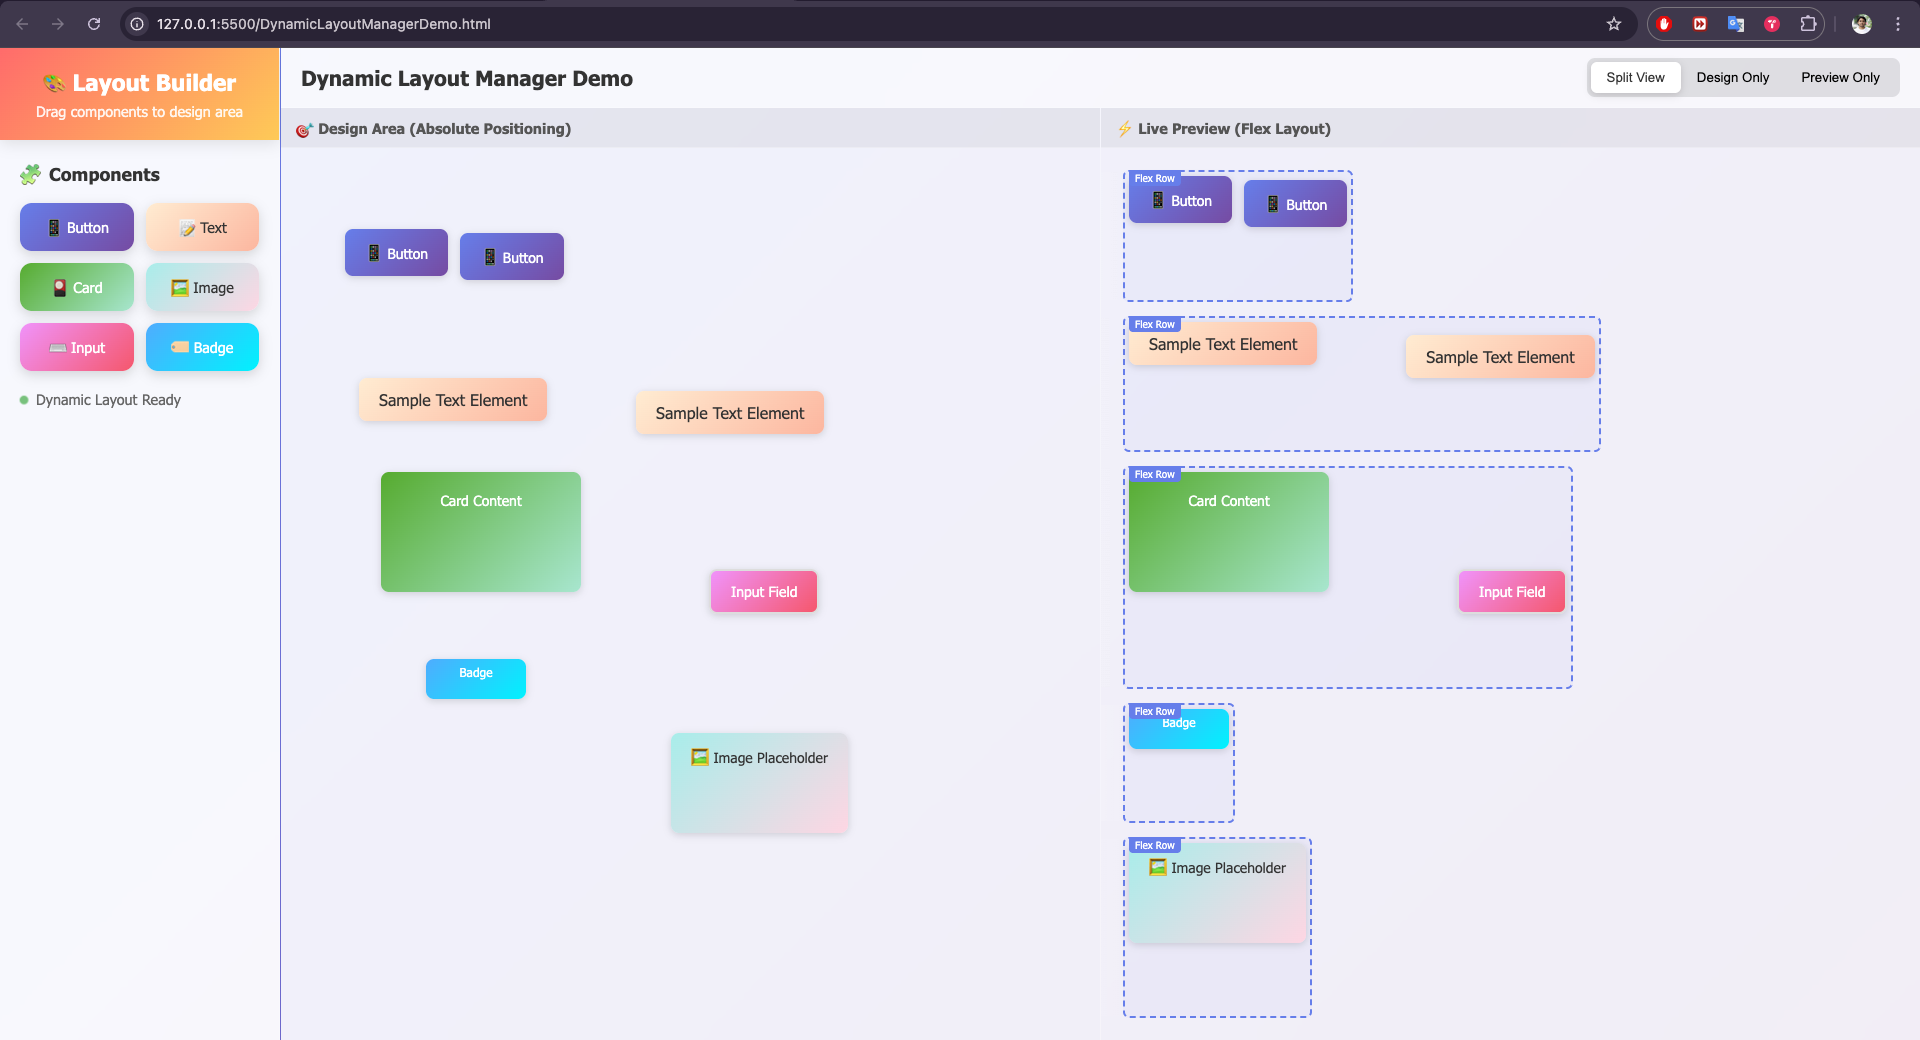 127.0.0.1:5500/DynamicLayoutManagerDemo.html
Layout Builder
Drag components to design area
Components
Button
Text
Card
Image
Input
Badge
Dynamic Layout Ready
Dynamic Layout Manager Demo
Split View
Design Only
Preview Only
Design Area (Absolute Positioning)
Button
Button
Sample Text Element
Sample Text Element
Card Content
Input Field
Badge
Image Placeholder
Live Preview (Flex Layout)
Flex Row
Button
Button
Flex Row
Sample Text Element
Sample Text Element
Flex Row
Card Content
Input Field
Flex Row
Badge
Flex Row
Image Placeholder